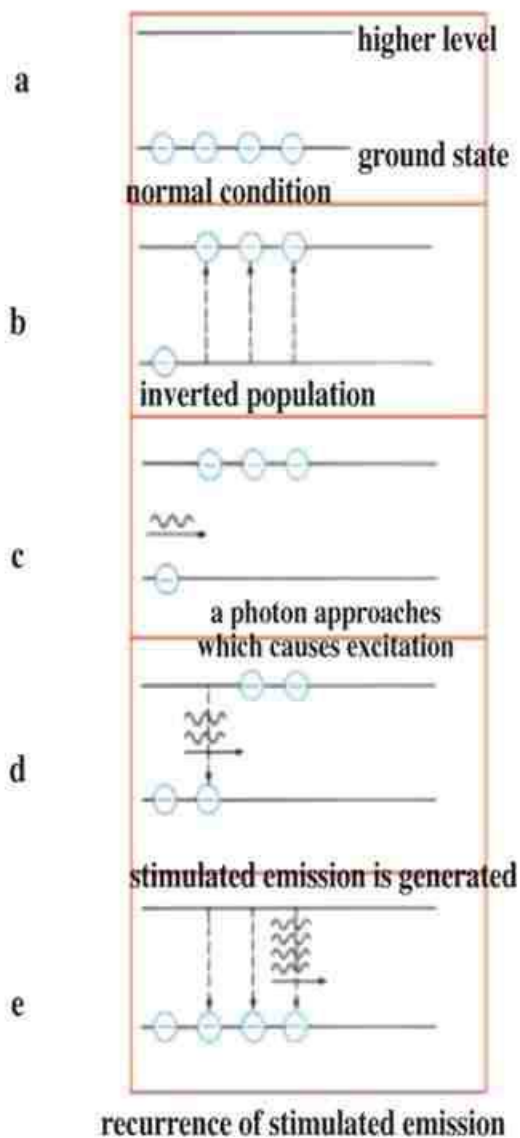 a
higher level
ground state
normal condition
b
inverted population
c
a photon approaches
which causes excitation
d
stimulated emission is generated
e
recurrence of stimulated emission